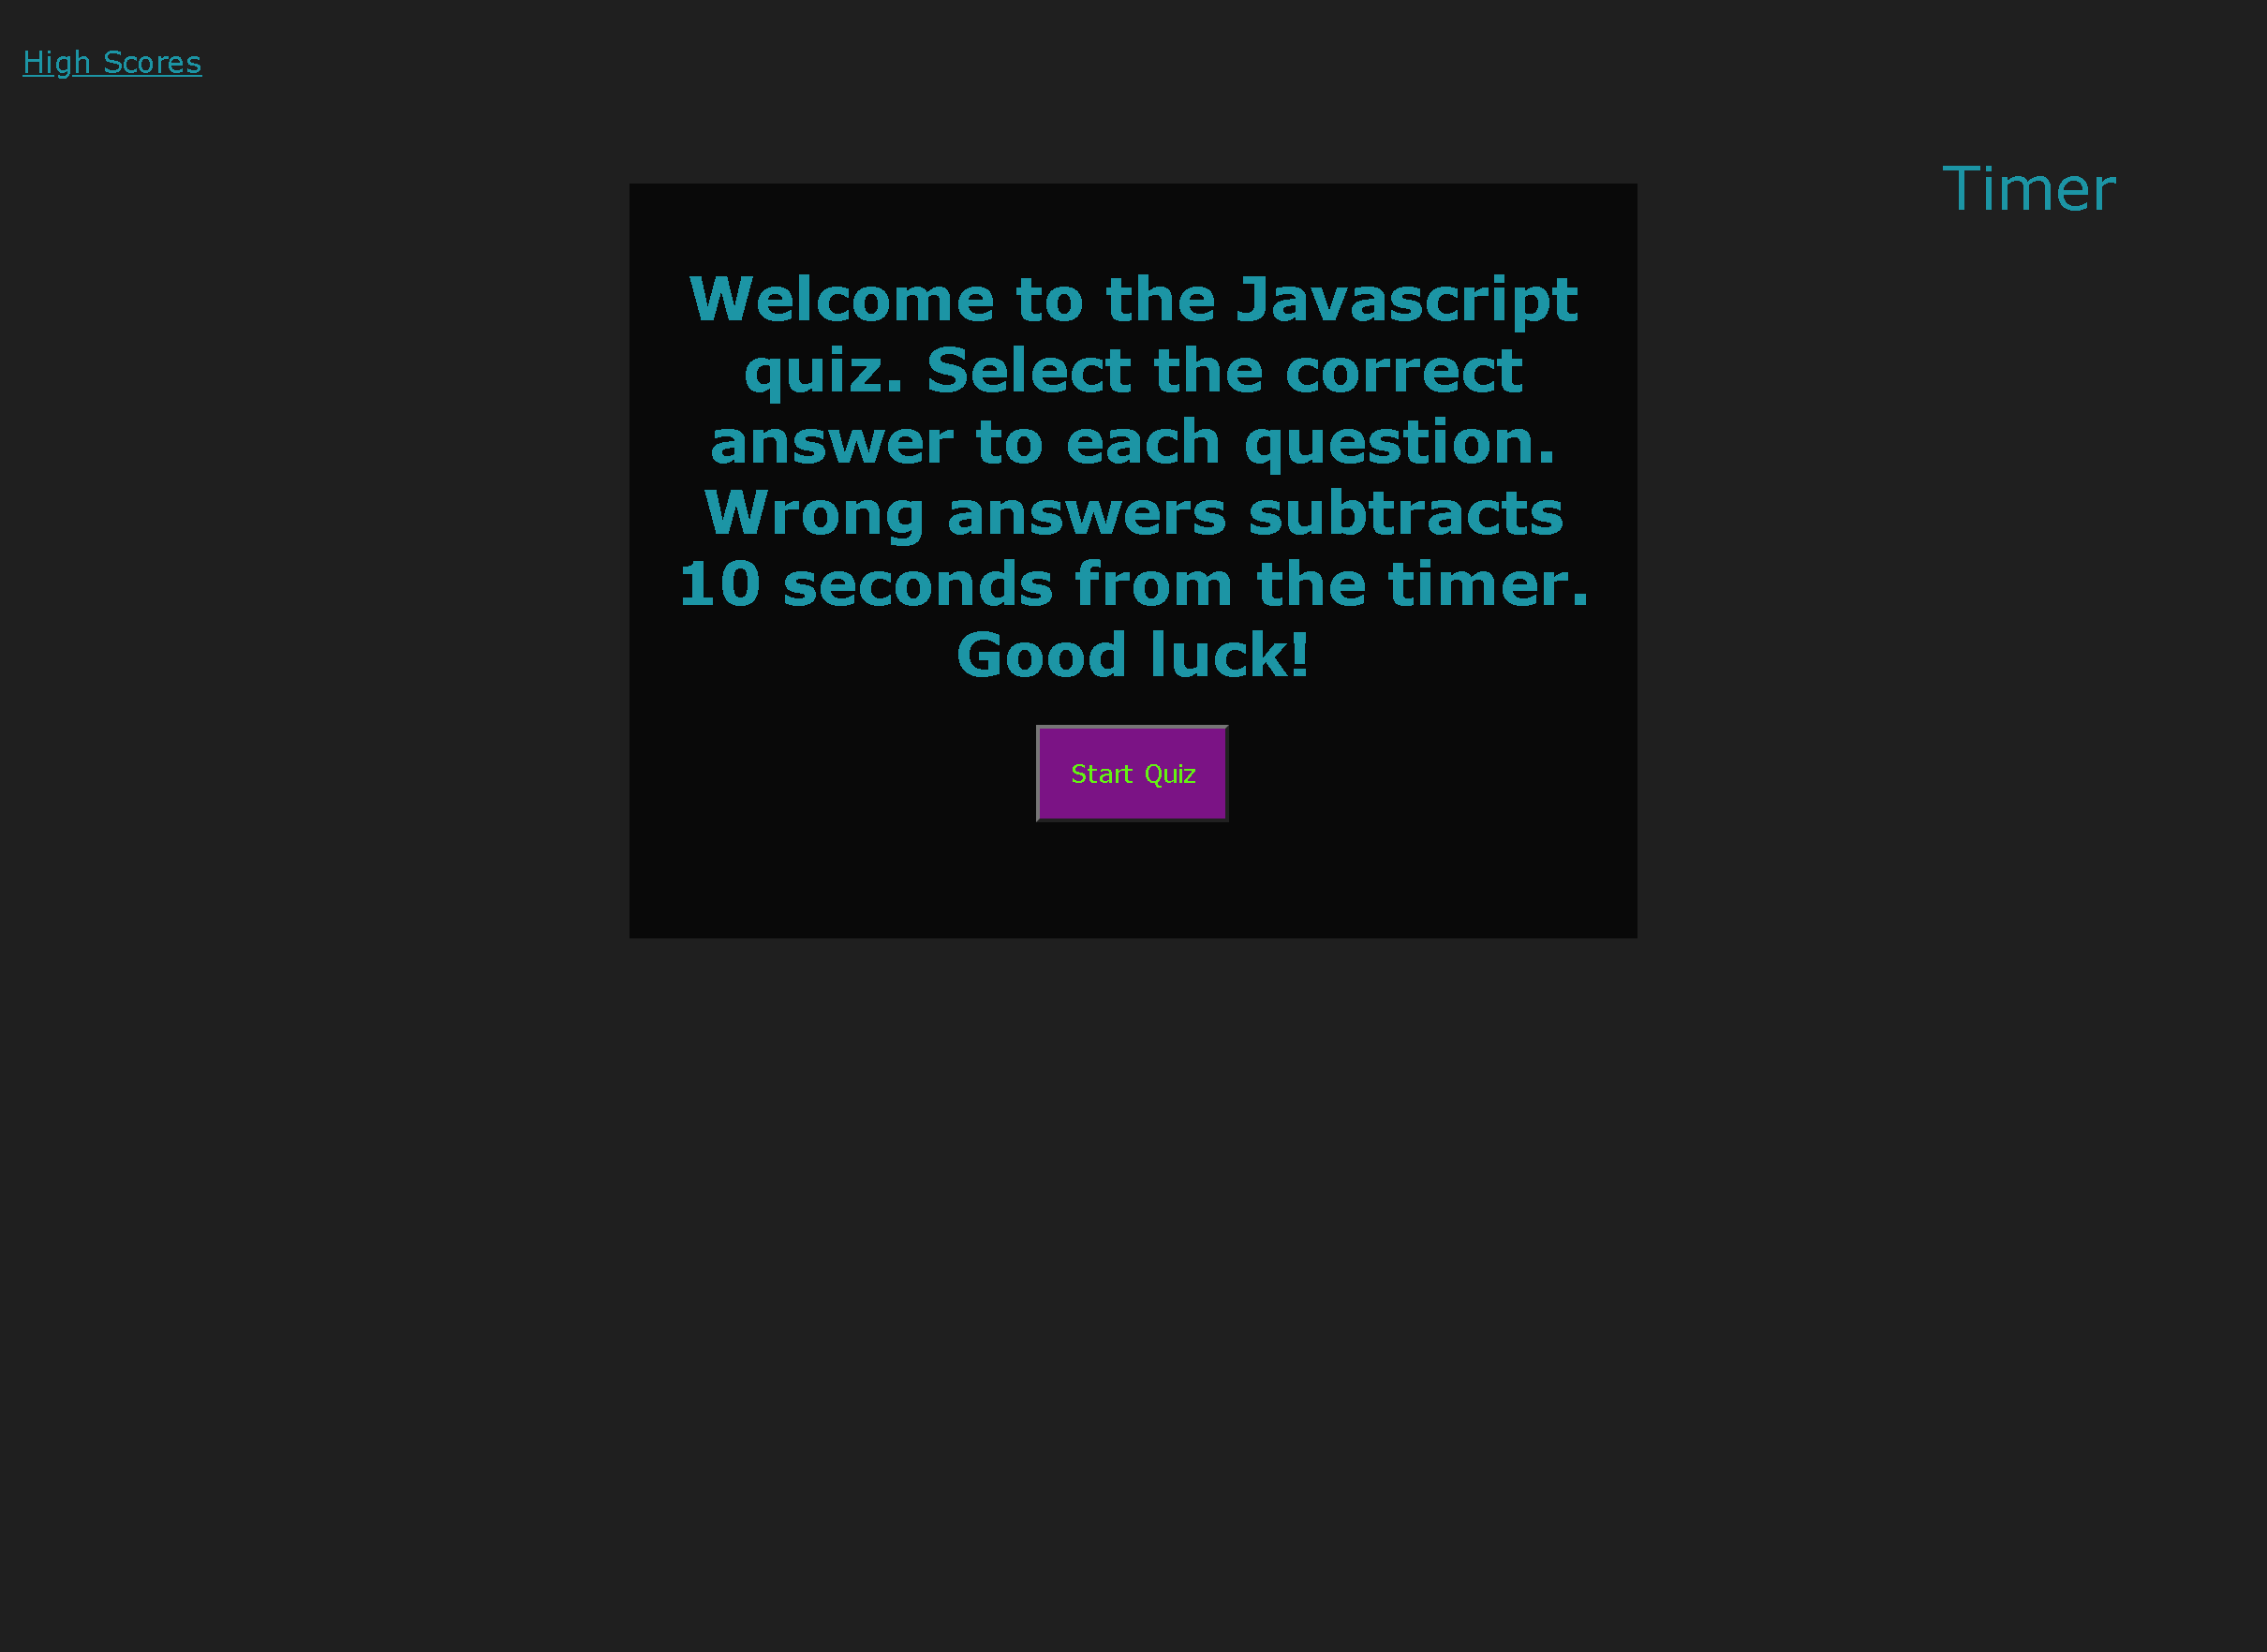 High Scores
Timer
Welcome to the Javascript
quiz. Select the correct
answer to each question.
Wrong answers subtracts
10 seconds from the timer.
Good luck!
Start Quiz